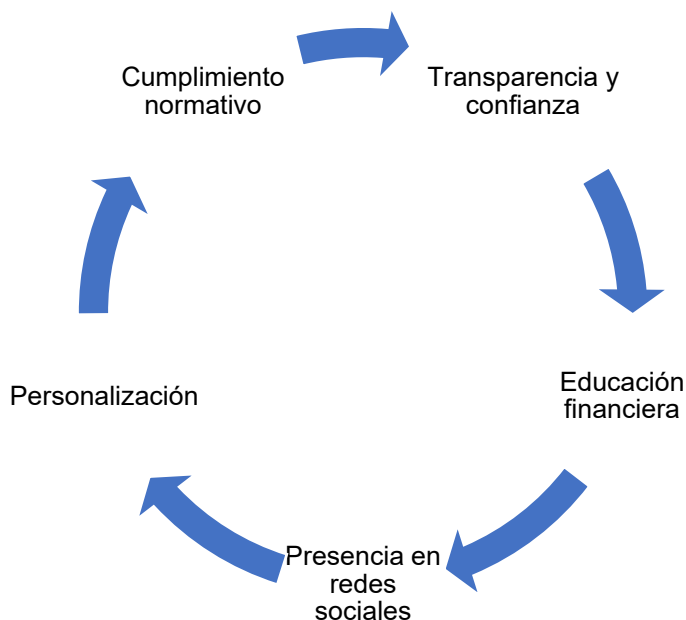 Cumplimiento
normativo
Transparencia y
confianza
Educación
financiera
Presencia en
redes
sociales
Personalización